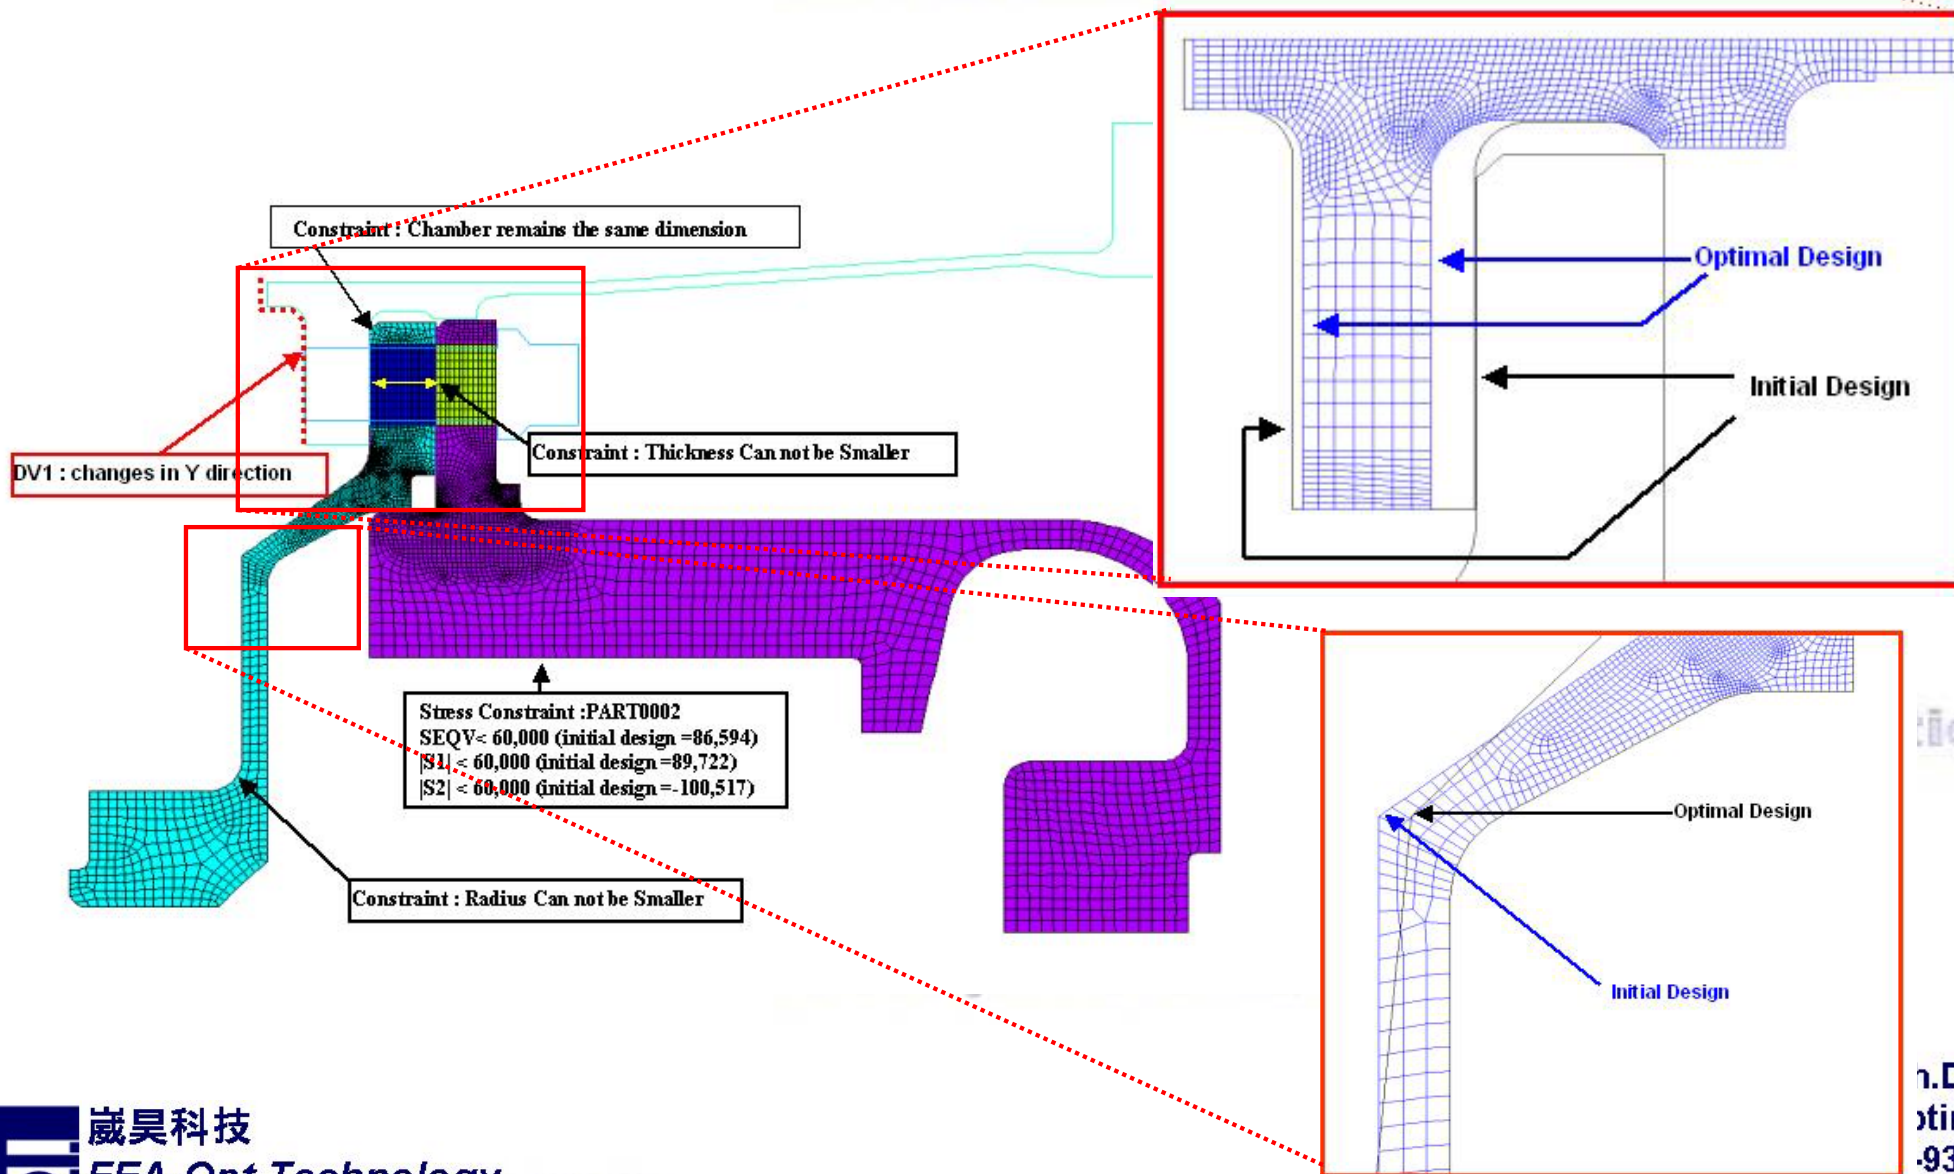 Constraint : Chamber remains the same dimension
Optimal Design
Initial Design
Constraint : Thickness Can not be Smaller
DV1 : changes in Y direction
Stress Constraint :PART0002
SEQV< 60,000 (initial design =86,594)
|S1| < 60,000 (initial design =89,722)
|S2| < 60,000 (initial design =-100,517)
Optimal Design
Constraint : Radius Can not be Smaller
Initial Design
崴昊科技
FEA-Opt Technology